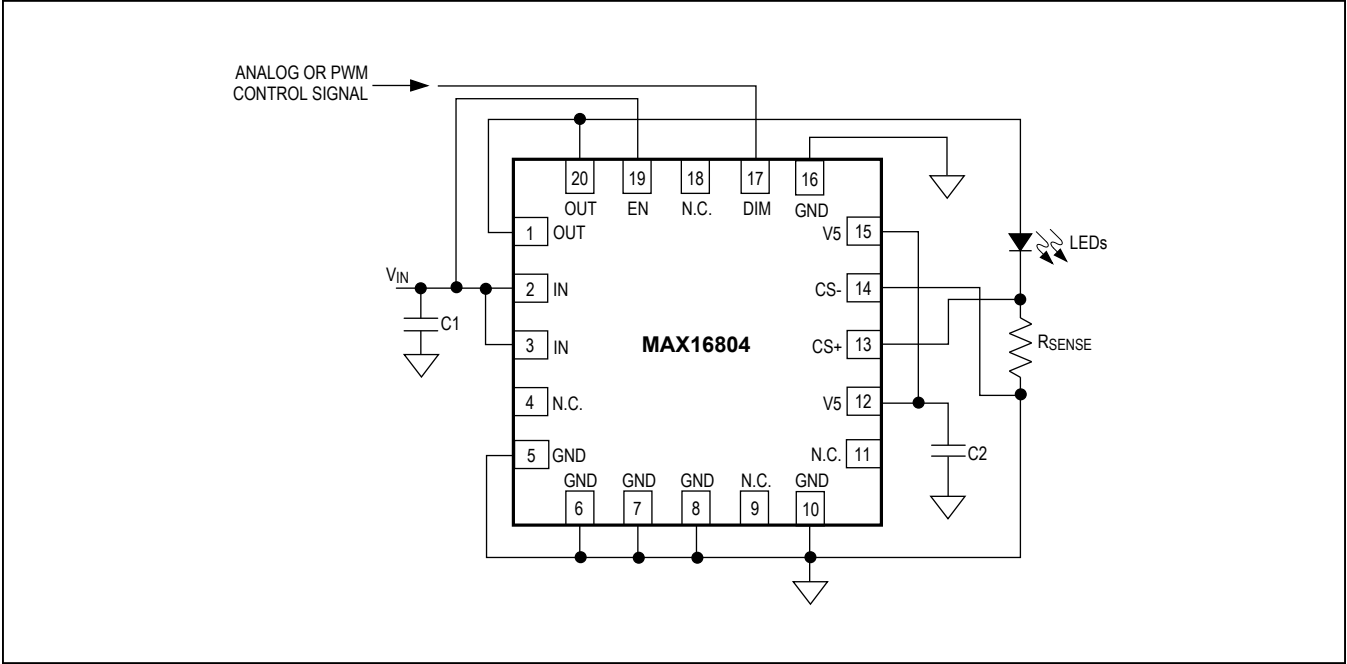 ANALOG OR PWM
CONTROL SIGNAL
20 19 18 17 16
OUT EN N.C. DIM GND
1 OUT
V5 15
LEDs
VIN
2 IN
CS- 14
C1
3 IN
MAX16804
CS+ 13
RSENSE
4 N.C.
V5 12
5 GND
N.C. 11
C2
GND GND GND N.C. GND
6 7 8 9 10